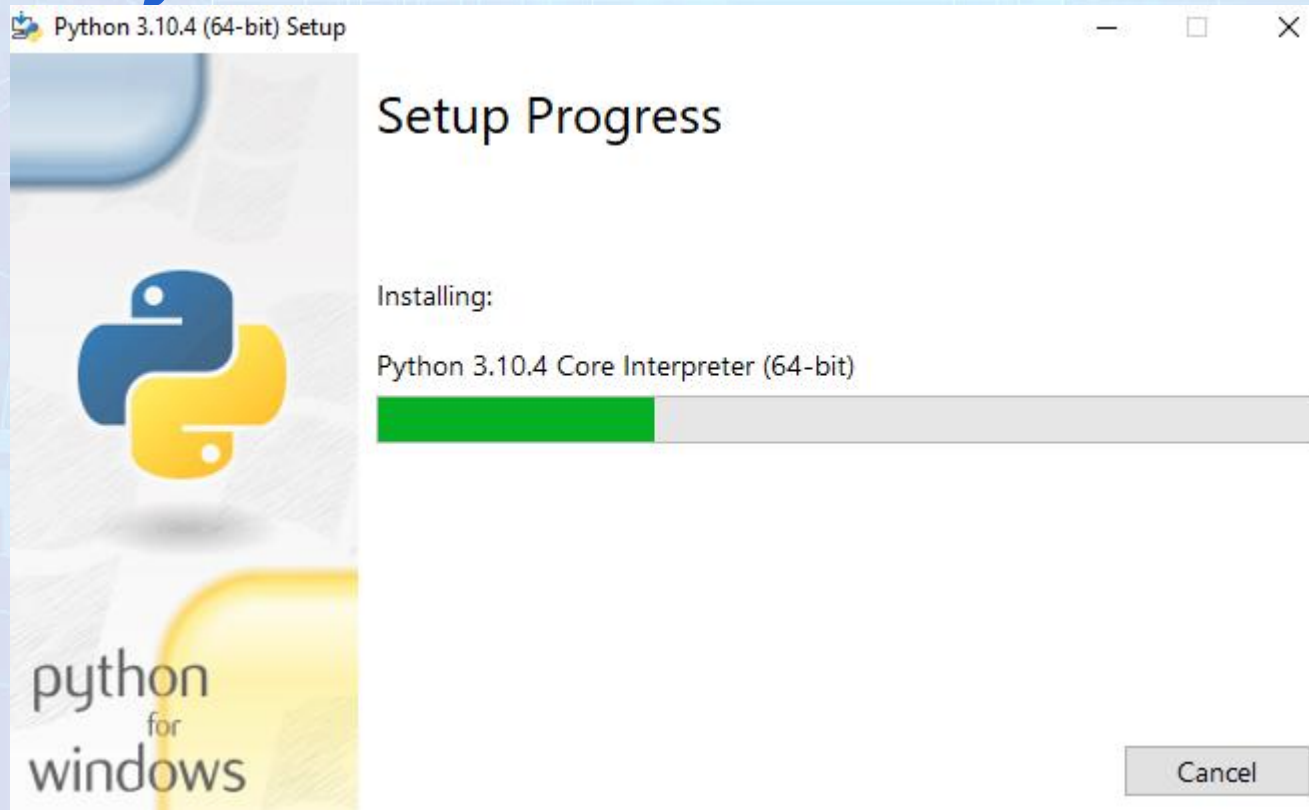 Python 3.10.4 (64-bit) Setup
Setup Progress
Installing:
Python 3.10.4 Core Interpreter (64-bit)
python
for
windows
Cancel